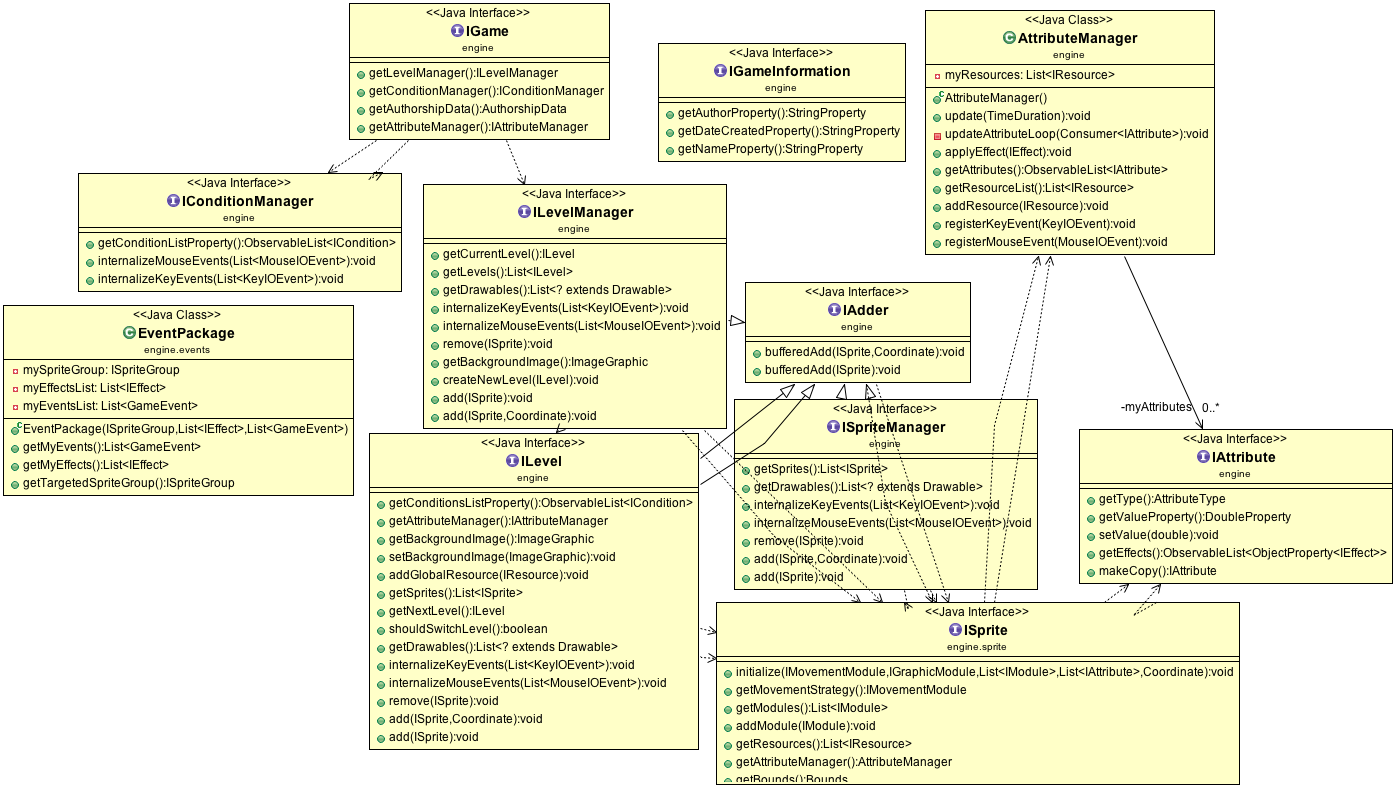 <<Java Interface>>
IGame
engine
getLevelManager():ILevelManager
getConditionManager():IConditionManager
getAuthorshipData():AuthorshipData
getAttributeManager():IAttributeManager
<<Java Interface>>
IGameInformation
engine
getAuthorProperty():StringProperty
getDateCreatedProperty():StringProperty
getNameProperty():StringProperty
<<Java Class>>
AttributeManager
engine
myResources: List<IResource>
AttributeManager()
update(TimeDuration):void
updateAttributeLoop(Consumer<IAttribute>):void
applyEffect(IEffect):void
getAttributes():ObservableList<IAttribute>
getResourceList():List<IResource>
addResource(IResource):void
registerKeyEvent(KeyIOEvent):void
registerMouseEvent(MouseIOEvent):void
<<Java Interface>>
IConditionManager
engine
getConditionListProperty():ObservableList<ICondition>
internalizeMouseEvents(List<MouseIOEvent>):void
internalizeKeyEvents(List<KeyIOEvent>):void
<<Java Interface>>
ILevelManager
engine
getCurrentLevel():ILevel
getLevels():List<ILevel>
getDrawables():List<? extends Drawable>
internalizeKeyEvents(List<KeyIOEvent>):void
internalizeMouseEvents(List<MouseIOEvent>):void
remove(ISprite):void
getBackgroundImage():ImageGraphic
createNewLevel(ILevel):void
add(ISprite):void
add(ISprite,Coordinate):void
<<Java Interface>>
IAdder
engine
bufferedAdd(ISprite,Coordinate):void
bufferedAdd(ISprite):void
<<Java Class>>
EventPackage
engine.events
mySpriteGroup: ISpriteGroup
myEffectsList: List<IEffect>
myEventsList: List<GameEvent>
EventPackage(ISpriteGroup,List<IEffect>,List<GameEvent>)
getMyEvents():List<GameEvent>
getMyEffects():List<IEffect>
getTargetedSpriteGroup():ISpriteGroup
-myAttributes 0..*
<<Java Interface>>
ISpriteManager
engine
getSprites():List<ISprite>
getDrawables():List<? extends Drawable>
internalizeKeyEvents(List<KeyIOEvent>):void
internalizeMouseEvents(List<MouseIOEvent>):void
remove(ISprite):void
add(ISprite,Coordinate):void
add(ISprite):void
<<Java Interface>>
IAttribute
engine
getType():AttributeType
getValueProperty():DoubleProperty
setValue(double):void
getEffects():ObservableList<ObjectProperty<IEffect>>
makeCopy():IAttribute
<<Java Interface>>
ILevel
engine
getConditionsListProperty():ObservableList<ICondition>
getAttributeManager():IAttributeManager
getBackgroundImage():ImageGraphic
setBackgroundImage(ImageGraphic):void
addGlobalResource(IResource):void
getSprites():List<ISprite>
getNextLevel():ILevel
shouldSwitchLevel():boolean
getDrawables():List<? extends Drawable>
internalizeKeyEvents(List<KeyIOEvent>):void
internalizeMouseEvents(List<MouseIOEvent>):void
remove(ISprite):void
add(ISprite,Coordinate):void
add(ISprite):void
<<Java Interface>>
ISprite
engine.sprite
initialize(IMovementModule,IGraphicModule,List<IModule>,List<IAttribute>,Coordinate):void
getMovementStrategy():IMovementModule
getModules():List<IModule>
addModule(IModule):void
getResources():List<IResource>
getAttributeManager():AttributeManager
getBounds():Bounds